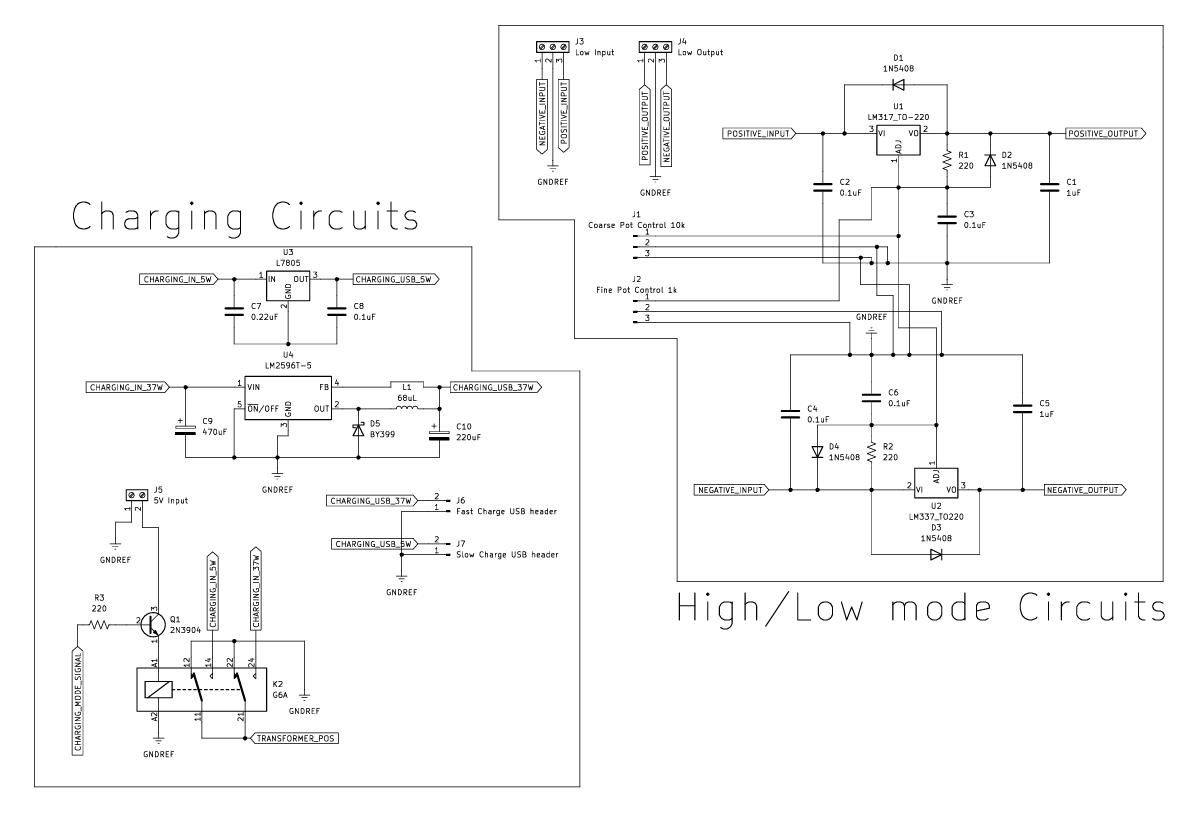 J3
Low Input
1
2
3
NEGATIVE_INPUT
POSITIVE_INPUT
GNDREF
J4
Low Output
1
2
3
POSITIVE_OUTPUT
NEGATIVE_OUTPUT
GNDREF
D1
1N5408
U1
LM317_TO-220
POSITIVE_INPUT
3
VI
VO
2
ADJ
1
POSITIVE_OUTPUT
R1
220
D2
1N5408
C2
0.1uF
C1
1uF
C3
0.1uF
GNDREF
J1
Coarse Pot Control 10k
1
2
3
J2
Fine Pot Control 1k
1
2
3
GNDREF
C6
0.1uF
C4
0.1uF
C5
1uF
D4
1N5408
R2
220
1
ADJ
NEGATIVE_INPUT
2
VI
VO
3
NEGATIVE_OUTPUT
U2
LM337_TO220
D3
1N5408
High/Low mode Circuits
Charging Circuits
U3
L7805
CHARGING_IN_5W
1
IN
OUT
3
GND
2
CHARGING_USB_5W
C7
0.22uF
C8
0.1uF
U4
LM2596T-5
CHARGING_IN_37W
1
VIN
FB
4
L1
68uL
CHARGING_USB_37W
5
ON/OFF
GND
3
OUT
2
C9
470uF
D5
BY399
C10
220uF
GNDREF
J5
5V Input
1
2
GNDREF
CHARGING_USB_37W
2
J6
1
Fast Charge USB header
CHARGING_USB_5W
2
J7
1
Slow Charge USB header
GNDREF
R3
220
3
2
Q1
2N3904
1
CHARGING_IN_5W
CHARGING_IN_37W
CHARGING_MODE_SIGNAL
A1
12
14
22
24
K2
G6A
A2
11
21
GNDREF
GNDREF
TRANSFORMER_POS